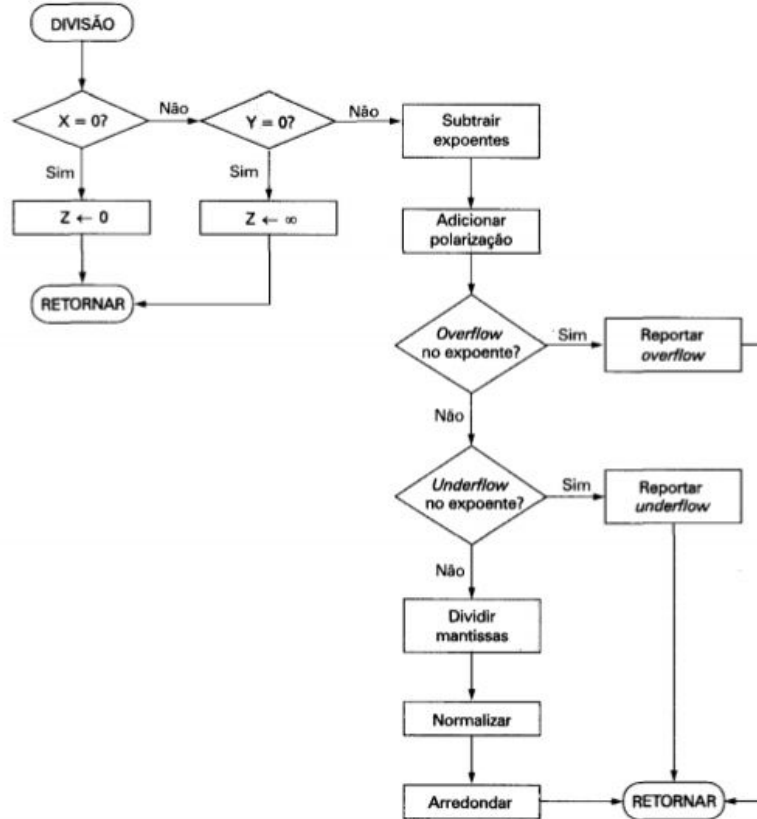 DIVISÃO
X = 0?
Não
Y = 0?
Não
Subtrair
expoentes
Sim
Sim
Z ← 0
Z ← ∞
Adicionar
polarização
RETORNAR
Overflow
no expoente?
Sim
Reportar
overflow
Não
Underflow
no expoente?
Sim
Reportar
underflow
Não
Dividir
mantissas
Normalizar
Arredondar
RETORNAR